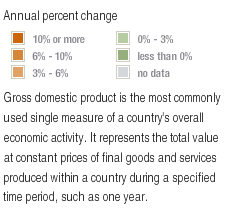 Annual percent change
10% or more 0% - 3%
6% - 10% less than 0%
3% - 6% no data
Gross domestic product is the most commonly
used single measure of a country's overall
economic activity. It represents the total value
at constant prices of final goods and services
produced within a country during a specified
time period, such as one year.